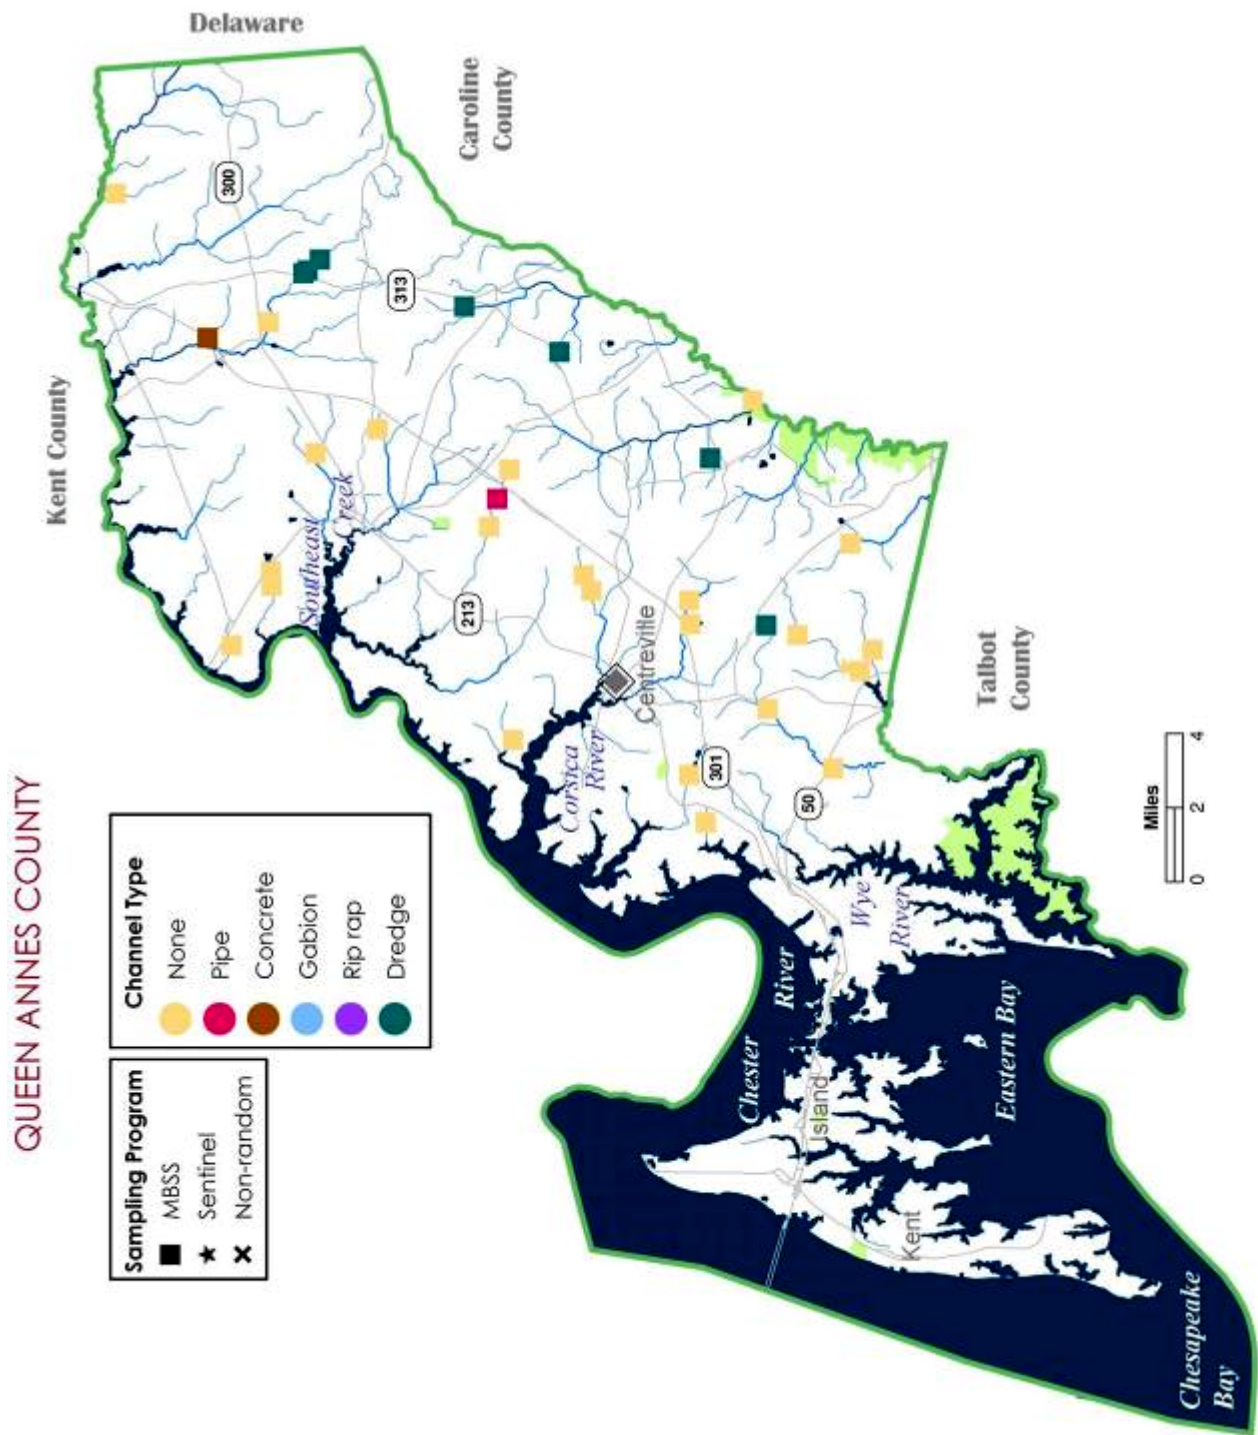 QUEEN ANNES COUNTY
Sampling Program
MBSS
Sentinel
Non-random
Channel Type
None
Pipe
Concrete
Gabion
Rip rap
Dredge
Kent County
Delaware
Caroline
County
Talbot
County
300
313
213
301
50
Southeast
Creek
Corsica
River
Centreville
Wye
River
Chester
River
Island
Kent
Eastern Bay
Chesapeake
Bay
Miles
0 2 4